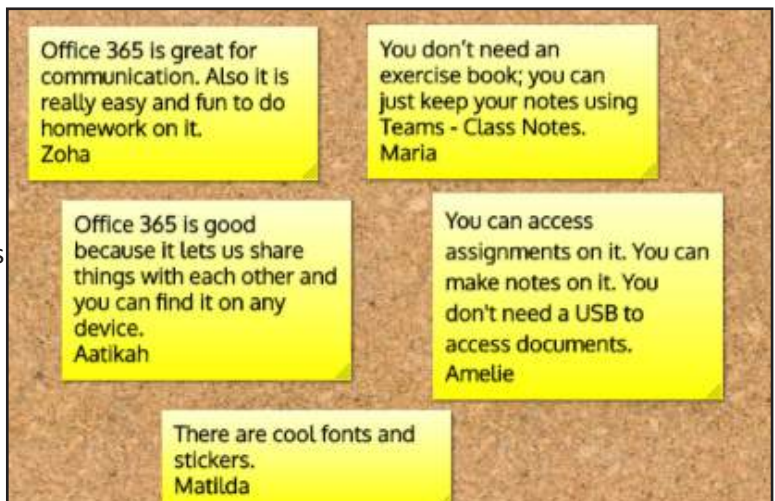 Office 365 is great for
communication. Also it is
really easy and fun to do
homework on it.
Zoha
You don't need an
exercise book; you can
just keep your notes using
Teams - Class Notes.
Maria
Office 365 is good
because it lets us share
things with each other and
you can find it on any
device.
Aatikah
You can access
assignments on it. You can
make notes on it. You
don't need a USB to
access documents.
Amelie
There are cool fonts and
stickers.
Matilda